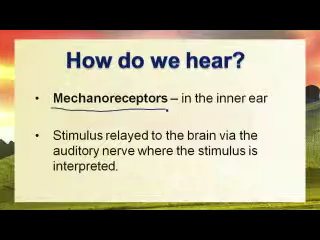 How do we hear?
• Mechanoreceptors – in the inner ear
• Stimulus relayed to the brain via the
auditory nerve where the stimulus is
interpreted.